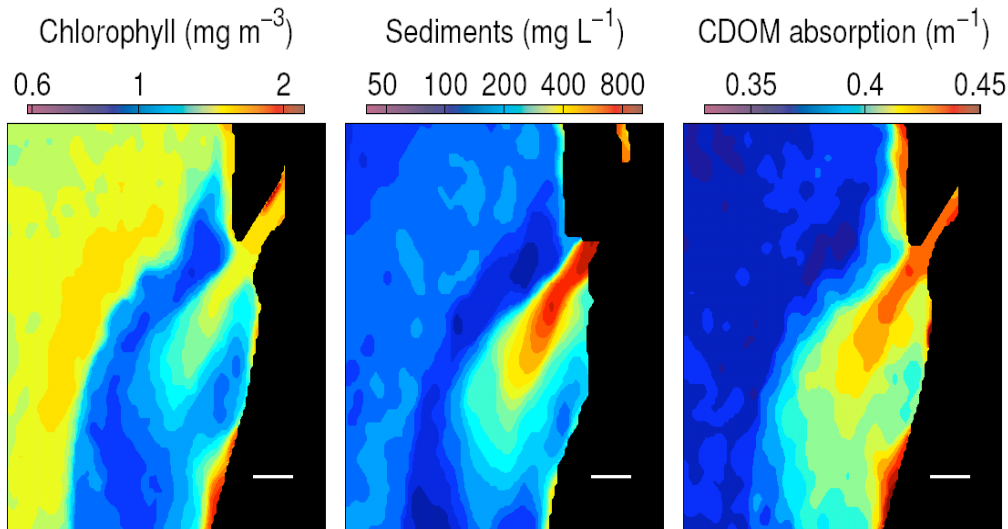 Chlorophyll (mg m⁻³)
0.6 1 2
Sediments (mg L⁻¹)
50 100 200 400 800
CDOM absorption (m⁻¹)
0.35 0.4 0.45